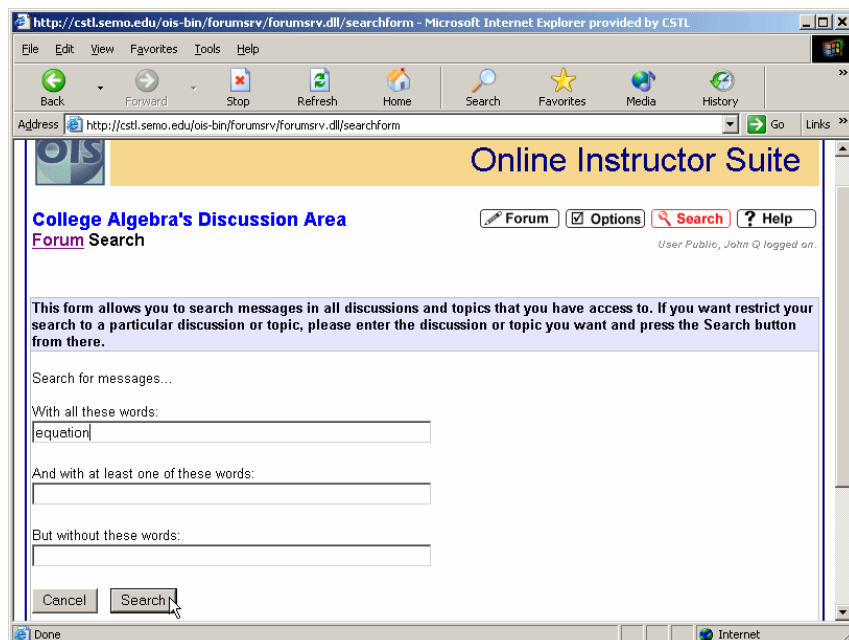 http://cstl.semo.edu/ois-bin/forumsrv/forumsrv.dll/searchform - Microsoft Internet Explorer provided by CSTL
File Edit View Favorites Tools Help
Back Forward Stop Refresh Home Search Favorites Media History »
Address http://cstl.semo.edu/ois-bin/forumsrv/forumsrv.dll/searchform Go Links »
OIS Online Instructor Suite
College Algebra's Discussion Area Forum Options Search ? Help
Forum Search
User Public, John Q logged on.
This form allows you to search messages in all discussions and topics that you have access to. If you want restrict your
search to a particular discussion or topic, please enter the discussion or topic you want and press the Search button
from there.
Search for messages...
With all these words:
equation
And with at least one of these words:
But without these words:
Cancel Search
Done Internet